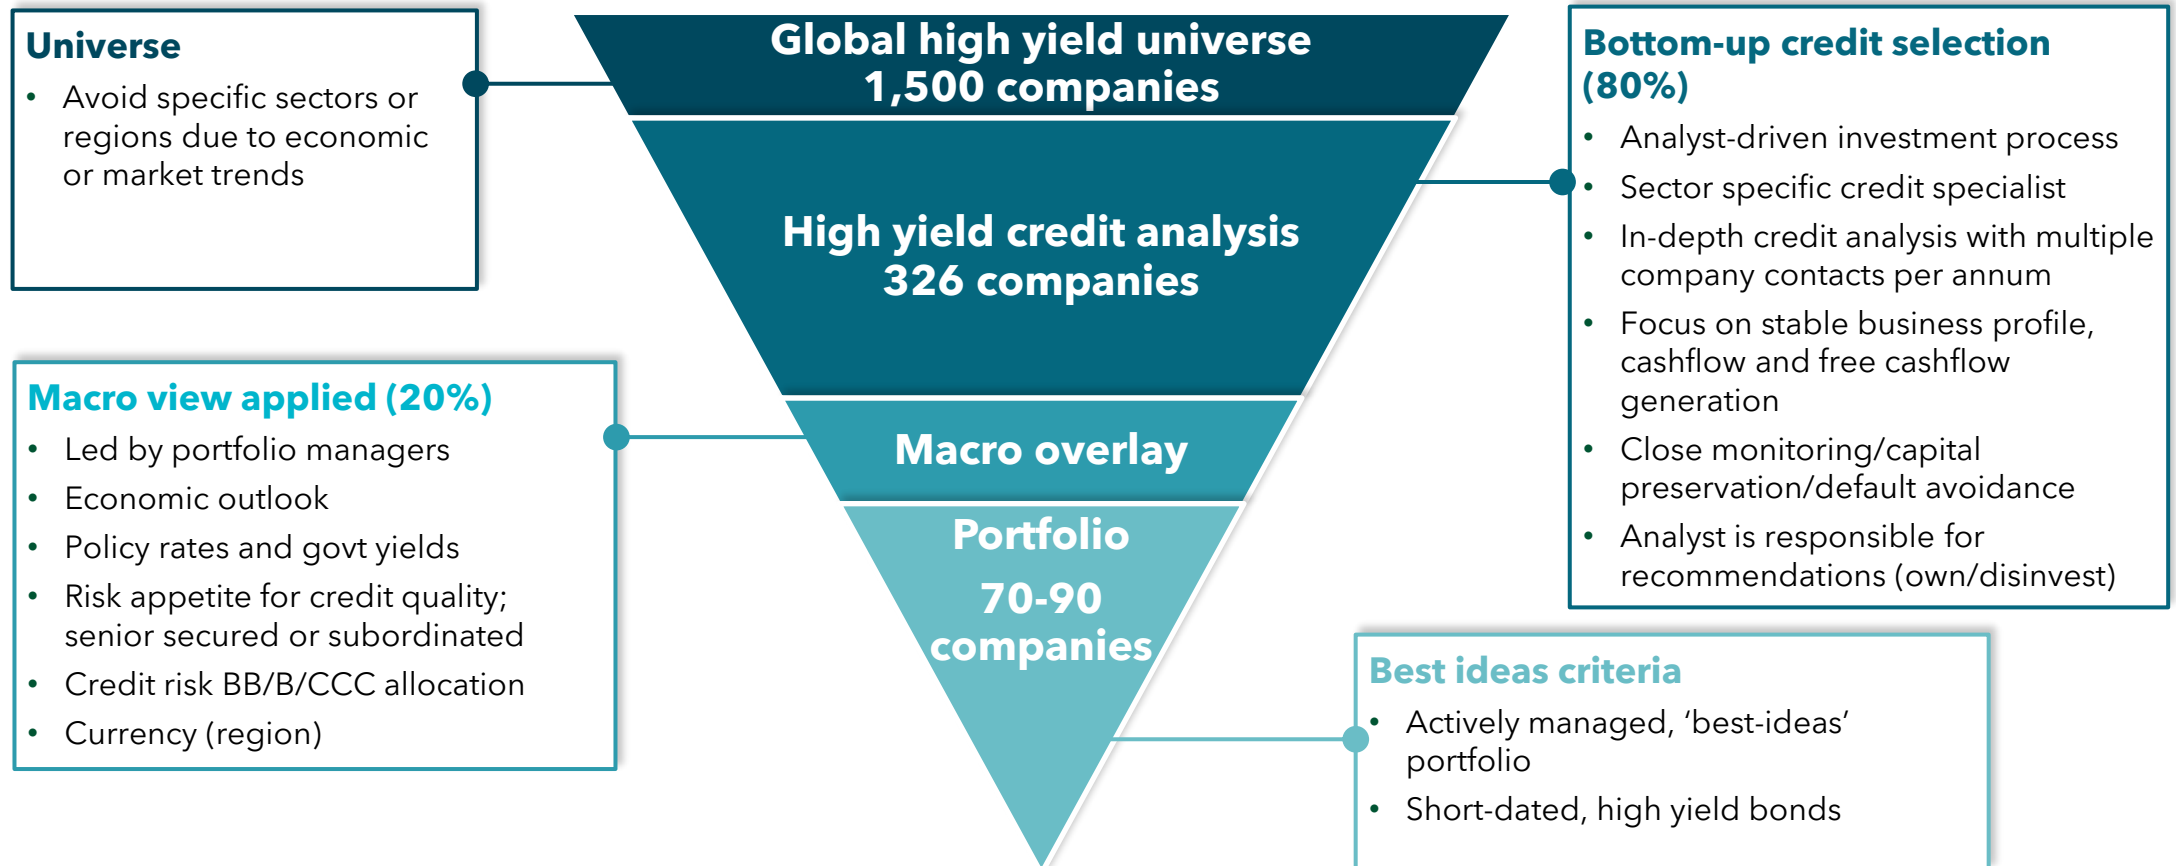 Universe
• Avoid specific sectors or
regions due to economic
or market trends
Global high yield universe
1,500 companies
High yield credit analysis
326 companies
Macro overlay
Portfolio
70-90
companies
Bottom-up credit selection
(80%)
• Analyst-driven investment process
• Sector specific credit specialist
• In-depth credit analysis with multiple
company contacts per annum
• Focus on stable business profile,
cashflow and free cashflow
generation
• Close monitoring/capital
preservation/default avoidance
• Analyst is responsible for
recommendations (own/disinvest)
Macro view applied (20%)
• Led by portfolio managers
• Economic outlook
• Policy rates and govt yields
• Risk appetite for credit quality;
senior secured or subordinated
• Credit risk BB/B/CCC allocation
• Currency (region)
Best ideas criteria
• Actively managed, ‘best-ideas’
portfolio
• Short-dated, high yield bonds